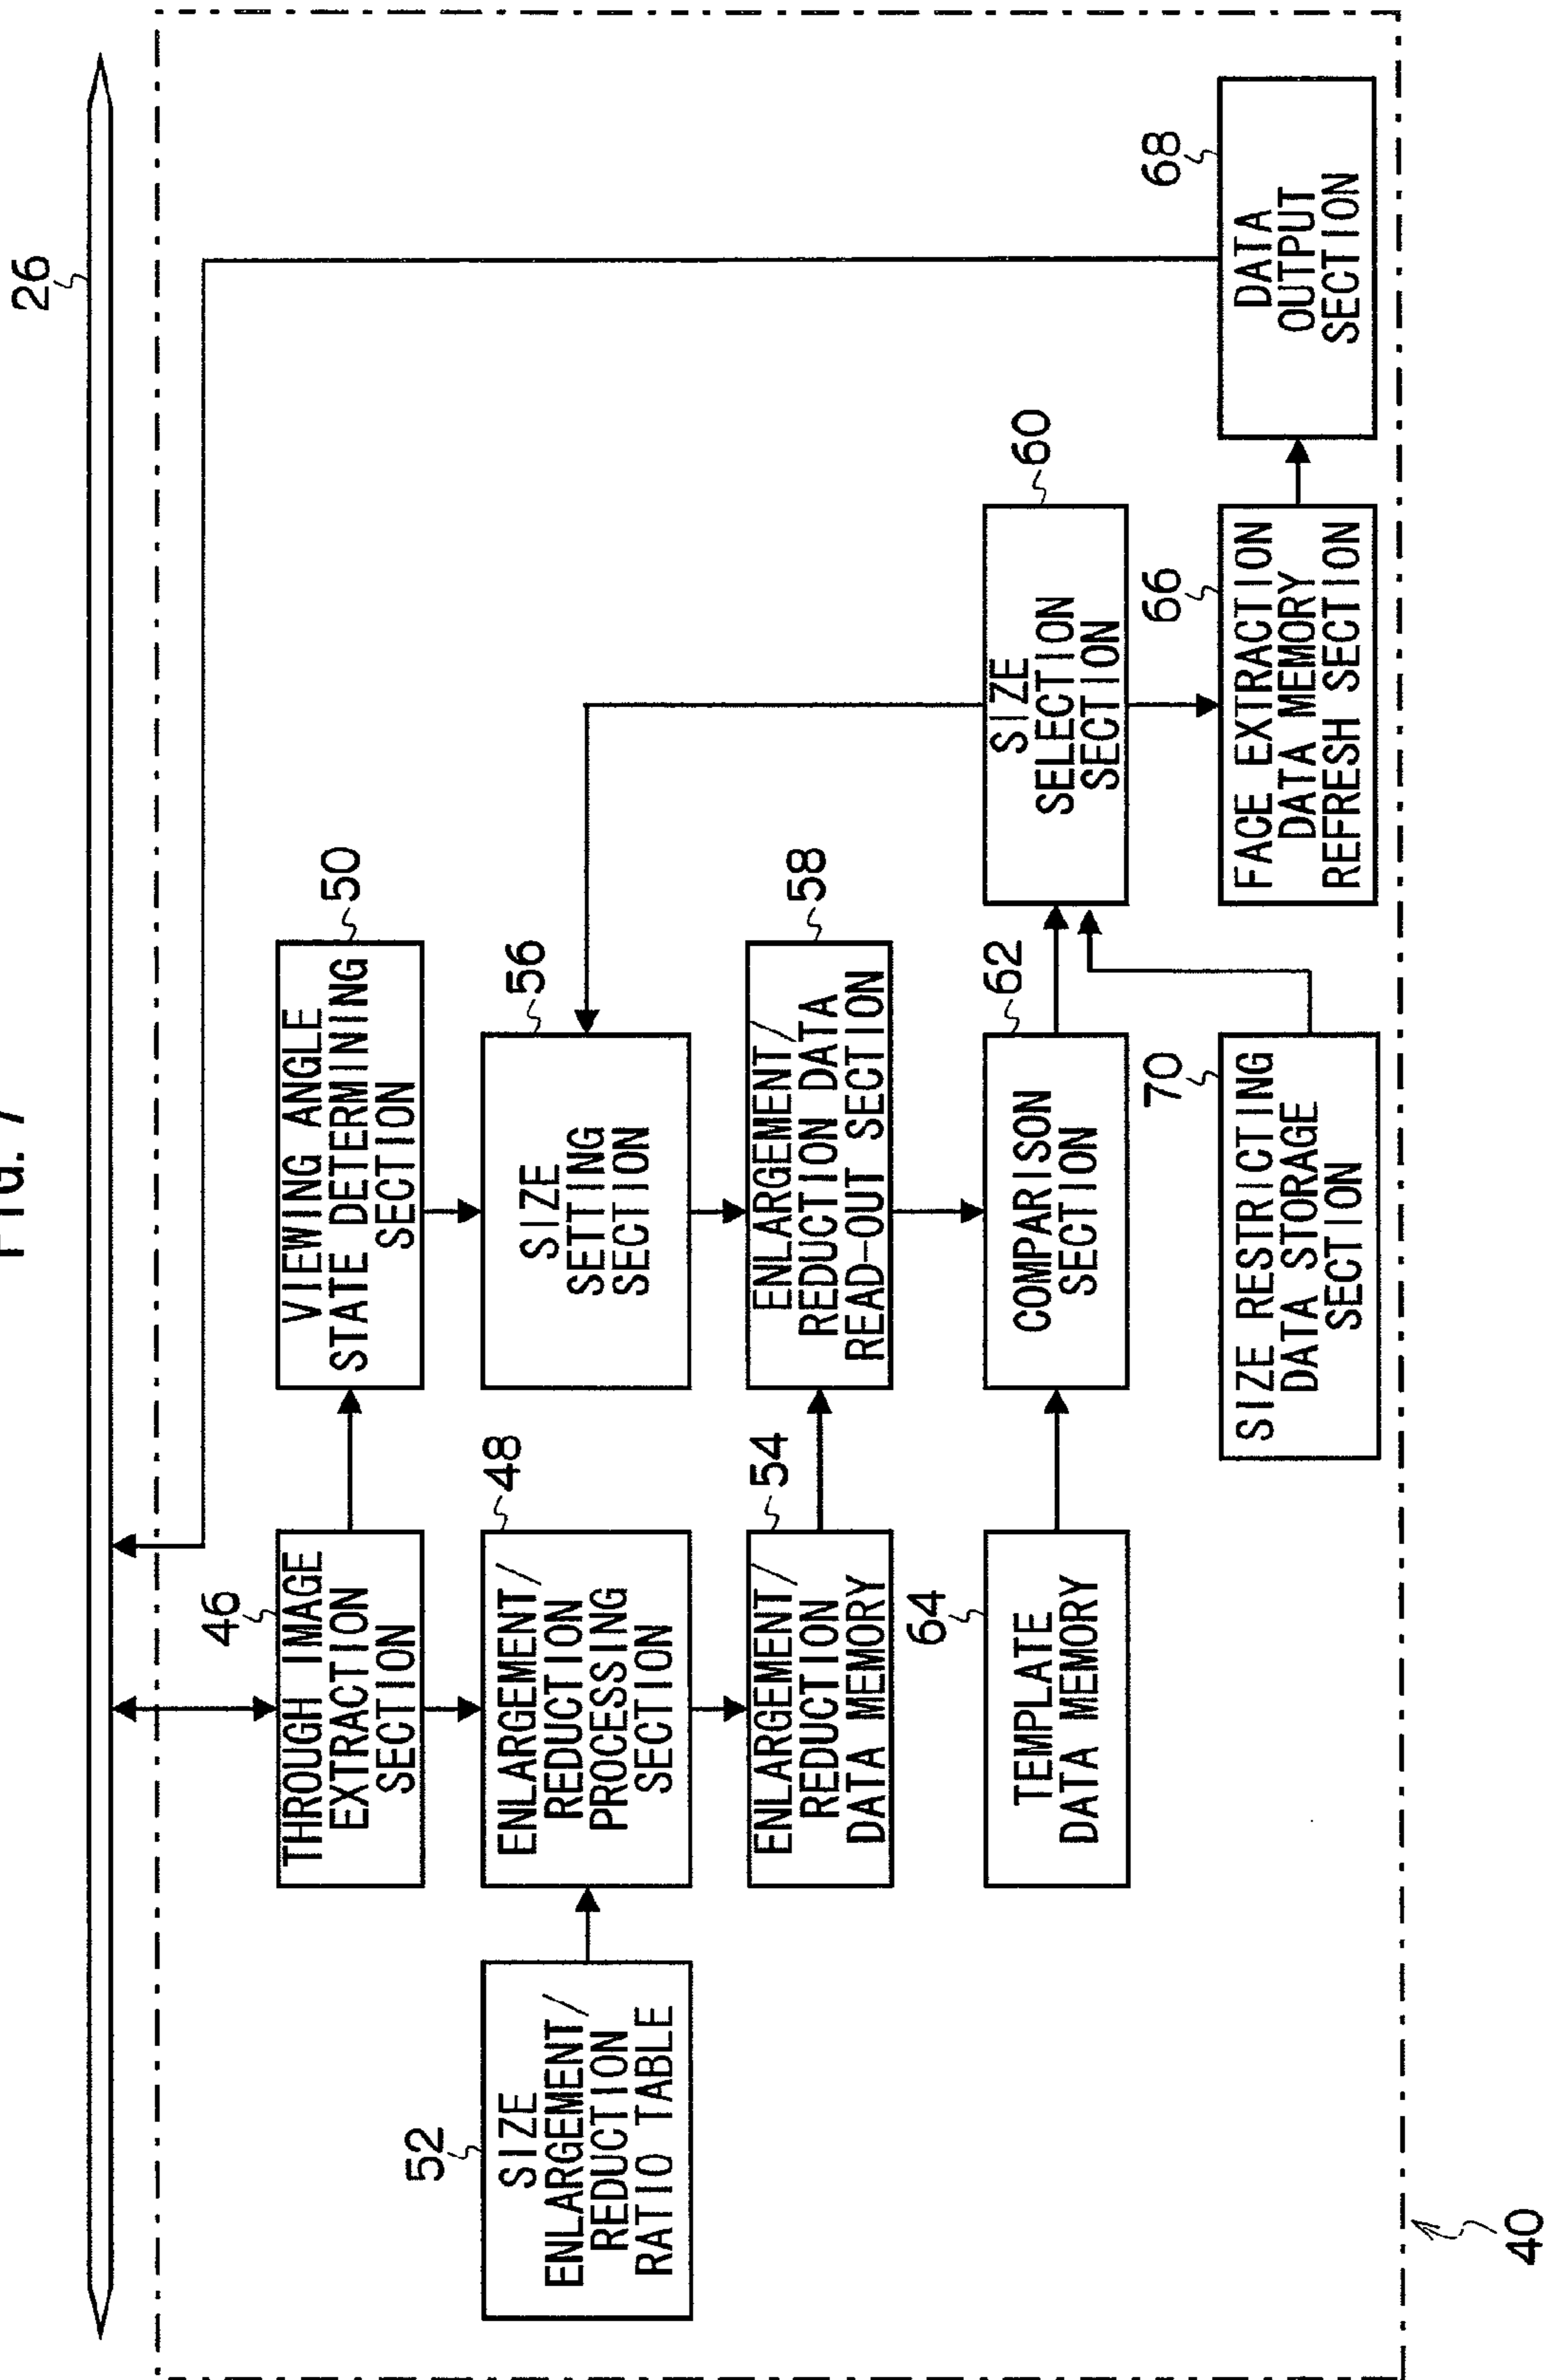 FIG. 7
26
46
THROUGH IMAGE
EXTRACTION
SECTION
50
VIEWING ANGLE
STATE DETERMINING
SECTION
52
SIZE
ENLARGEMENT/
REDUCTION
RATIO TABLE
48
ENLARGEMENT/
REDUCTION
PROCESSING
SECTION
56
SIZE
SETTING
SECTION
54
ENLARGEMENT/
REDUCTION
DATA MEMORY
58
ENLARGEMENT/
REDUCTION DATA
READ-OUT SECTION
64
TEMPLATE
DATA MEMORY
62
COMPARISON
SECTION
60
SIZE
SELECTION
SECTION
70
SIZE RESTRICTING
DATA STORAGE
SECTION
66
FACE EXTRACTION
DATA MEMORY
REFRESH SECTION
68
DATA
OUTPUT
SECTION
40